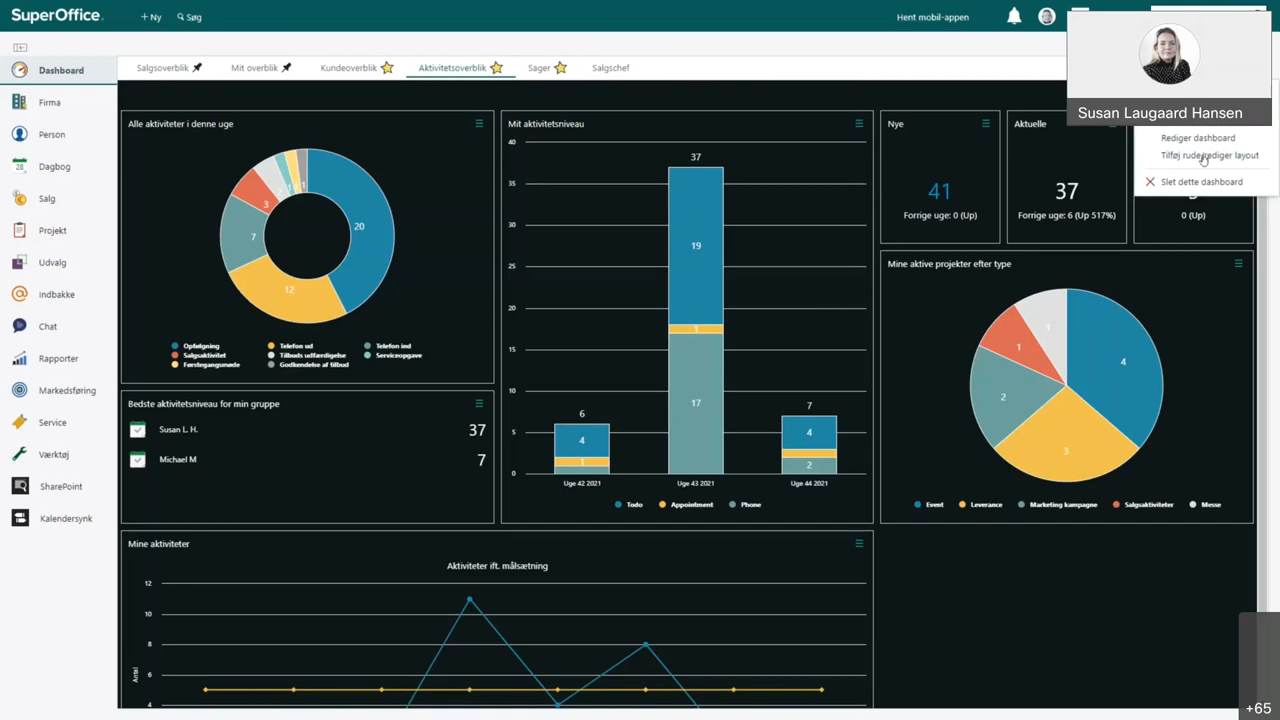 SuperOffice.
+ Ny
Søg
Hent mobil-appen
Susan Laugaard Hansen
Dashboard
Firma
Person
28
Dagbog
Salg
Projekt
Udvalg
Indbakke
Chat
Rapporter
Markedsføring
Service
Værktøj
SharePoint
Kalendersynk
Salgsoverblik
Mit overblik
Kundeoverblik
Aktivitetsoverblik
Sager
Salgschef
Rediger dashboard
Tilføj rude/rediger layout
Slet dette dashboard
Alle aktiviteter i denne uge
20
12
7
3
1
1
Opfølgning
Telefon ud
Telefon ind
Salgsaktivitet
Tilbuds udfærdigelse
Serviceopgave
Førstegangsmøde
Godkendelse af tilbud
Bedste aktivitetsniveau for min gruppe
Susan L. H. 37
Michael M 7
Mit aktivitetsniveau
40
35
30
25
20
15
10
5
0
6
4
1
37
19
1
17
7
4
2
Uge 42 2021
Uge 43 2021
Uge 44 2021
Todo
Appointment
Phone
Nye
41
Forrige uge: 0 (Up)
Aktuelle
37
Forrige uge: 6 (Up 517%)
0 (Up)
Mine aktive projekter efter type
4
3
2
1
1
Event
Leverance
Marketing kampagne
Salgsaktiviteter
Messe
Mine aktiviteter
Aktiviteter ift. målsætning
Antal
12
10
8
6
4
+65